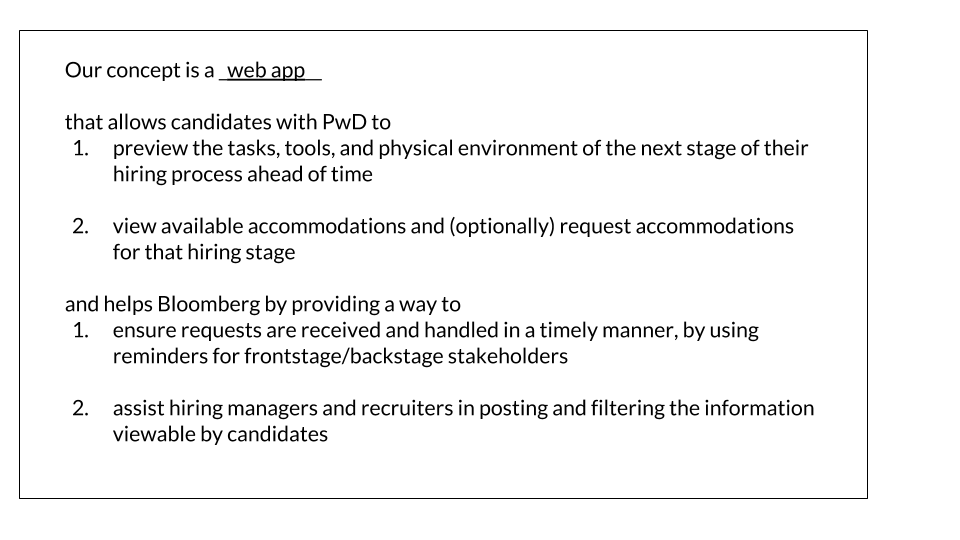 Our concept is a _web app_
that allows candidates with PwD to
1. preview the tasks, tools, and physical environment of the next stage of their
hiring process ahead of time
2. view available accommodations and (optionally) request accommodations
for that hiring stage
and helps Bloomberg by providing a way to
1. ensure requests are received and handled in a timely manner, by using
reminders for frontstage/backstage stakeholders
2. assist hiring managers and recruiters in posting and filtering the information
viewable by candidates